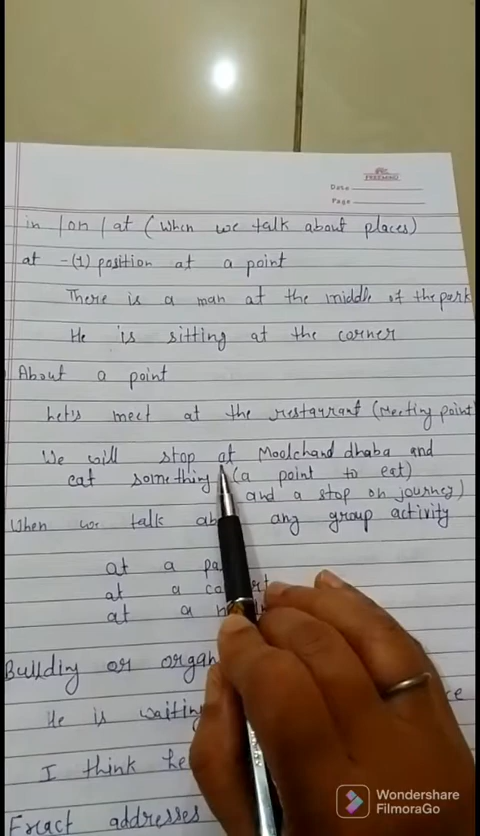 FREEMIND
Date
Page
in /on / at (When we talk about places)
at -(1) position at a point
There is a man at the middle of the park
He is sitting at the corner
About a point
Let's meet at the restaurant (Meeting point
We will stop at Moolchand dhaba and
eat something (a point to eat)
and a stop on journey)
When we talk any group activity
at a
at a
at a
Building or
He is waiting
I think he
Exact addresses
Wondershare
FilmoraGo